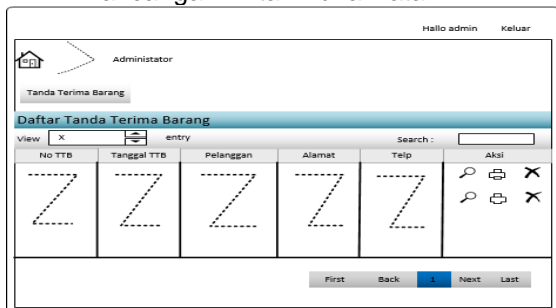 Hallo admin Keluar
Administator
Tanda Terima Barang
Daftar Tanda Terima Barang
View X entry Search :
No TTB Tanggal TTB Pelanggan Alamat Telp Aksi
First Back 1 Next Last